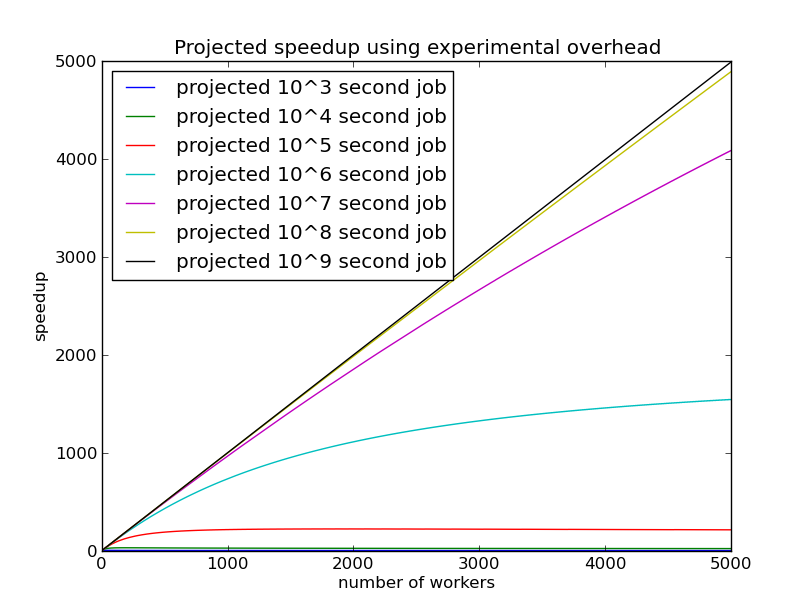 Projected speedup using experimental overhead
5000
4000
3000
2000
1000
0
speedup
projected 10^3 second job
projected 10^4 second job
projected 10^5 second job
projected 10^6 second job
projected 10^7 second job
projected 10^8 second job
projected 10^9 second job
0 1000 2000 3000 4000 5000
number of workers